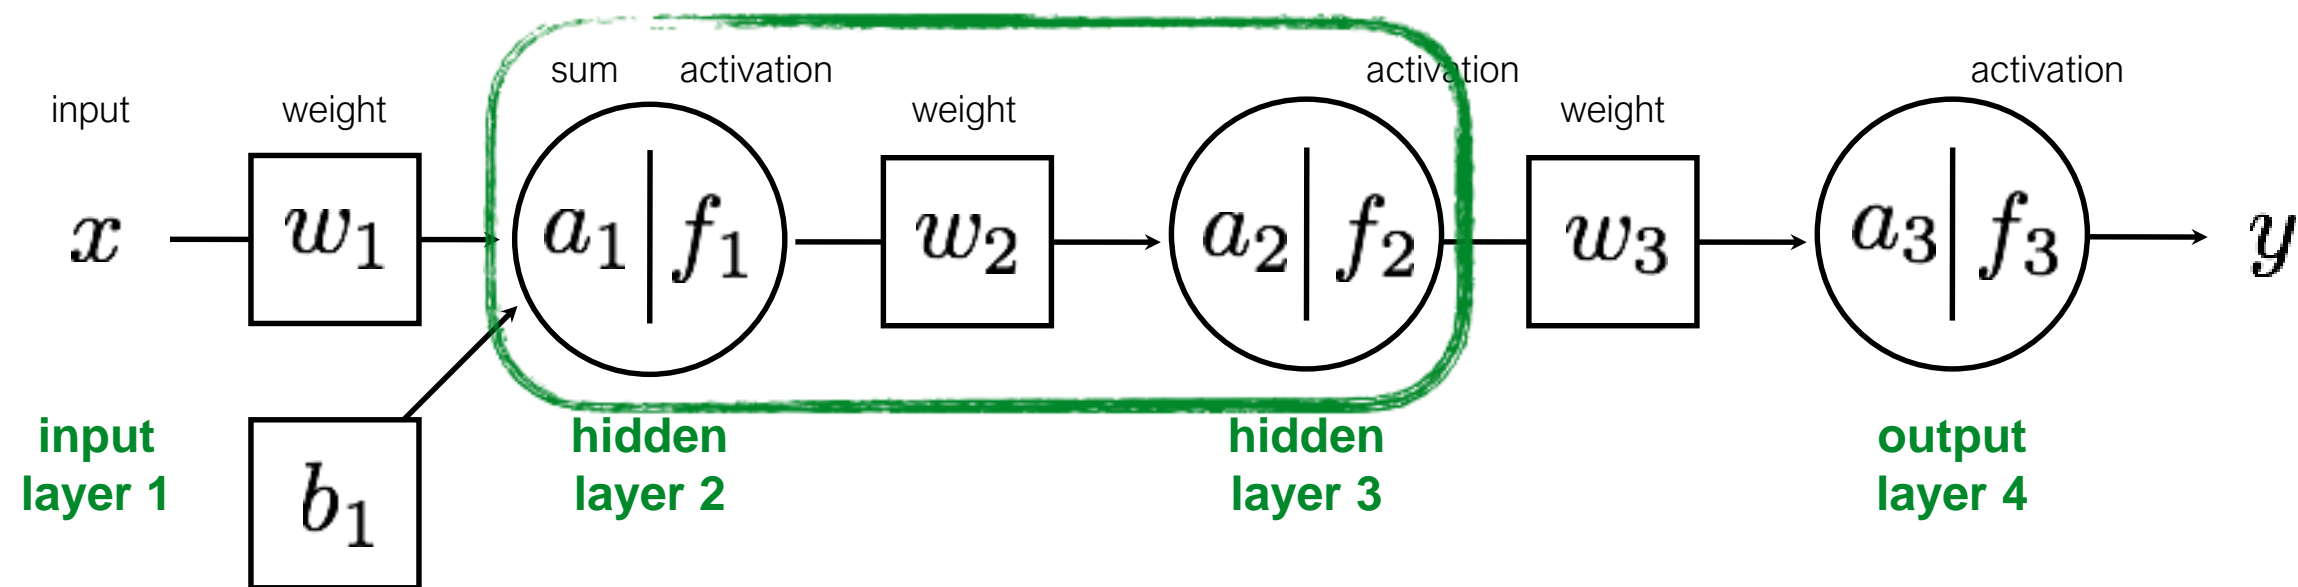 sum activation activation activation
input weight weight weight
x w₁ a₁ | f₁ w₂ a₂ | f₂ w₃ a₃ | f₃ y
input hidden hidden output
layer 1 layer 2 layer 3 layer 4
b₁